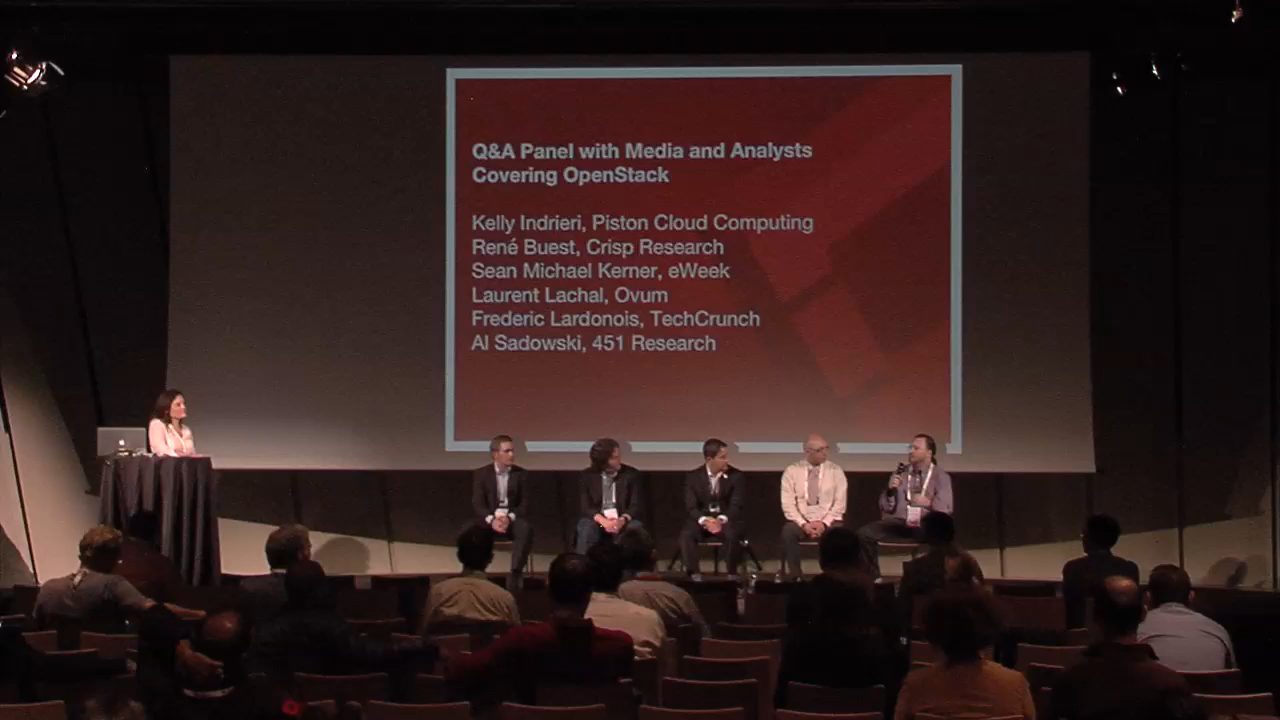 Q&A Panel with Media and Analysts
Covering OpenStack
Kelly Indrieri, Piston Cloud Computing
René Buest, Crisp Research
Sean Michael Kerner, eWeek
Laurent Lachal, Ovum
Frederic Lardonois, TechCrunch
Al Sadowski, 451 Research